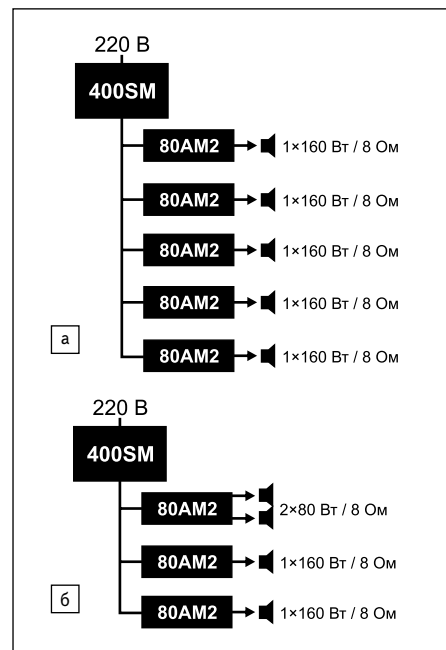 220 В
400SM
80AM2 1×160 Вт / 8 Ом
80AM2 1×160 Вт / 8 Ом
80AM2 1×160 Вт / 8 Ом
80AM2 1×160 Вт / 8 Ом
а
80AM2 1×160 Вт / 8 Ом
220 В
400SM
80AM2 2×80 Вт / 8 Ом
80AM2 1×160 Вт / 8 Ом
б
80AM2 1×160 Вт / 8 Ом